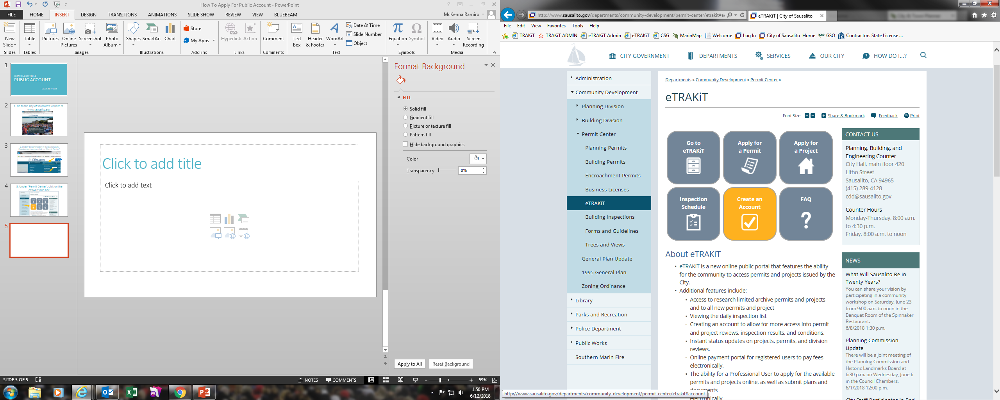 How To Apply For Public Account - PowerPoint
FILE HOME INSERT DESIGN TRANSITIONS ANIMATIONS SLIDE SHOW REVIEW VIEW BLUEBEAM McKenna Ramiro
New Slide Table Pictures Online Pictures Screenshot Photo Album Shapes SmartArt Chart Store My Apps Hyperlink Action Comment Text Box Header & Footer WordArt Date & Time Slide Number Object Equation Symbol Video Audio Screen Recording
Slides Tables Images Illustrations Add-ins Links Comments Text Symbols Media
1
HOW TO APPLY FOR A
PUBLIC ACCOUNT
SAUSALITO eTRAKiT
2
1. Go to the City of Sausalito's website at
www.sausalito.gov
3
2. Under "Departments", in the Community
Development section, click on "Permit Center".
SAUSALITO
4
3. Under "Permit Center", click on the
eTRAKiT icon box.
5
Click to add title
Click to add text
Format Background
FILL
Solid fill
Gradient fill
Picture or texture fill
Pattern fill
Hide background graphics
Color
Transparency 0%
Apply to All Reset Background
SLIDE 5 OF 5 NOTES COMMENTS 59%
1:50 PM
6/12/2018
http://www.sausalito.gov/departments/community-development/permit-center/etrakit#ac
eTRAKiT | City of Sausalito
File Edit View Favorites Tools Help
TRAKiT TRAKiT ADMIN eTRAKiT Admin eTRAKiT CSG MarinMap Welcome Log In City of Sausalito Home GSO Contractors State License ...
CITY GOVERNMENT DEPARTMENTS SERVICES OUR CITY HOW DO I...?
Administration
Community Development
Planning Division
Building Division
Permit Center
Planning Permits
Building Permits
Encroachment Permits
Business Licenses
eTRAKiT
Building Inspections
Forms and Guidelines
Trees and Views
General Plan Update
1995 General Plan
Zoning Ordinance
Library
Parks and Recreation
Police Department
Public Works
Southern Marin Fire
Departments » Community Development » Permit Center »
eTRAKiT
Font Size: + − Share & Bookmark Feedback Print
Go to
eTRAKiT
Apply for
a Permit
Apply for
a Project
Inspection
Schedule
Create an
Account
FAQ
?
About eTRAKiT
• eTRAKiT is a new online public portal that features the ability
for the community to access permits and projects issued by the
City.
• Additional features include:
Access to research limited archive permits and projects
and to all new permits and project
Viewing the daily inspection list
Creating an account to allow for more access into permit
and project reviews, inspection results, and conditions.
Instant status updates on projects, permits, and division
reviews.
Online payment portal for registered users to pay fees
electronically.
The ability for a Professional User to apply for the available
permits and projects online, as well as submit plans and
documents
electronically
CONTACT US
Planning, Building, and
Engineering Counter
City Hall, main floor 420
Litho Street
Sausalito, CA 94965
(415) 289-4128
cdd@sausalito.gov
Counter Hours
Monday-Thursday, 8:00 a.m.
to 4:30 p.m.
Friday, 8:00 a.m. to noon
NEWS
What Will Sausalito Be in
Twenty Years?
You can share your vision by
participating in a community
workshop on Saturday, June 23
from 9:00 a.m. to noon in the
Banquet Room of the Spinnaker
Restaurant.
6/8/2018 1:30 p.m.
Planning Commission
Update
There will be a joint meeting of
the Planning Commission and
Historic Landmarks Board at
6:30 p.m. on Wednesday, June 6
in the Council Chambers.
6/1/2018 12:00 p.m.
http://www.sausalito.gov/departments/community-development/permit-center/etrakit#account